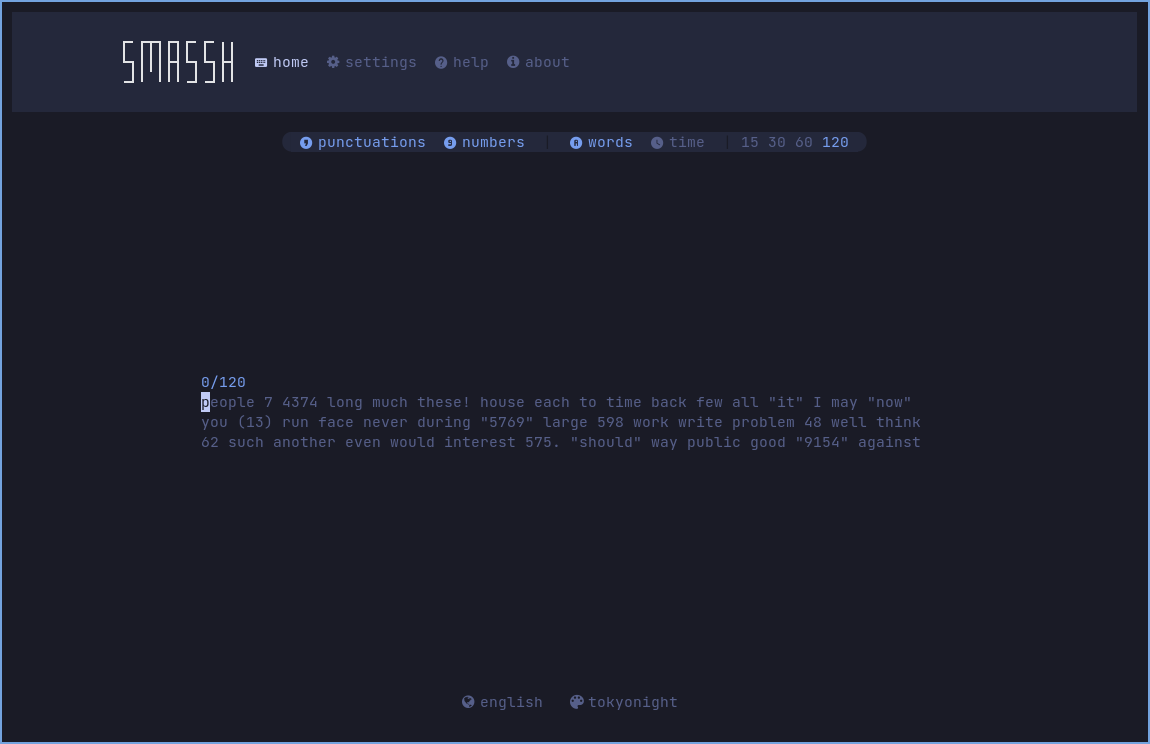 SMASSH home settings help about
punctuations numbers | words time | 15 30 60 120
0/120
people 7 4374 long much these! house each to time back few all "it" I may "now"
you (13) run face never during "5769" large 598 work write problem 48 well think
62 such another even would interest 575. "should" way public good "9154" against
english tokyonight